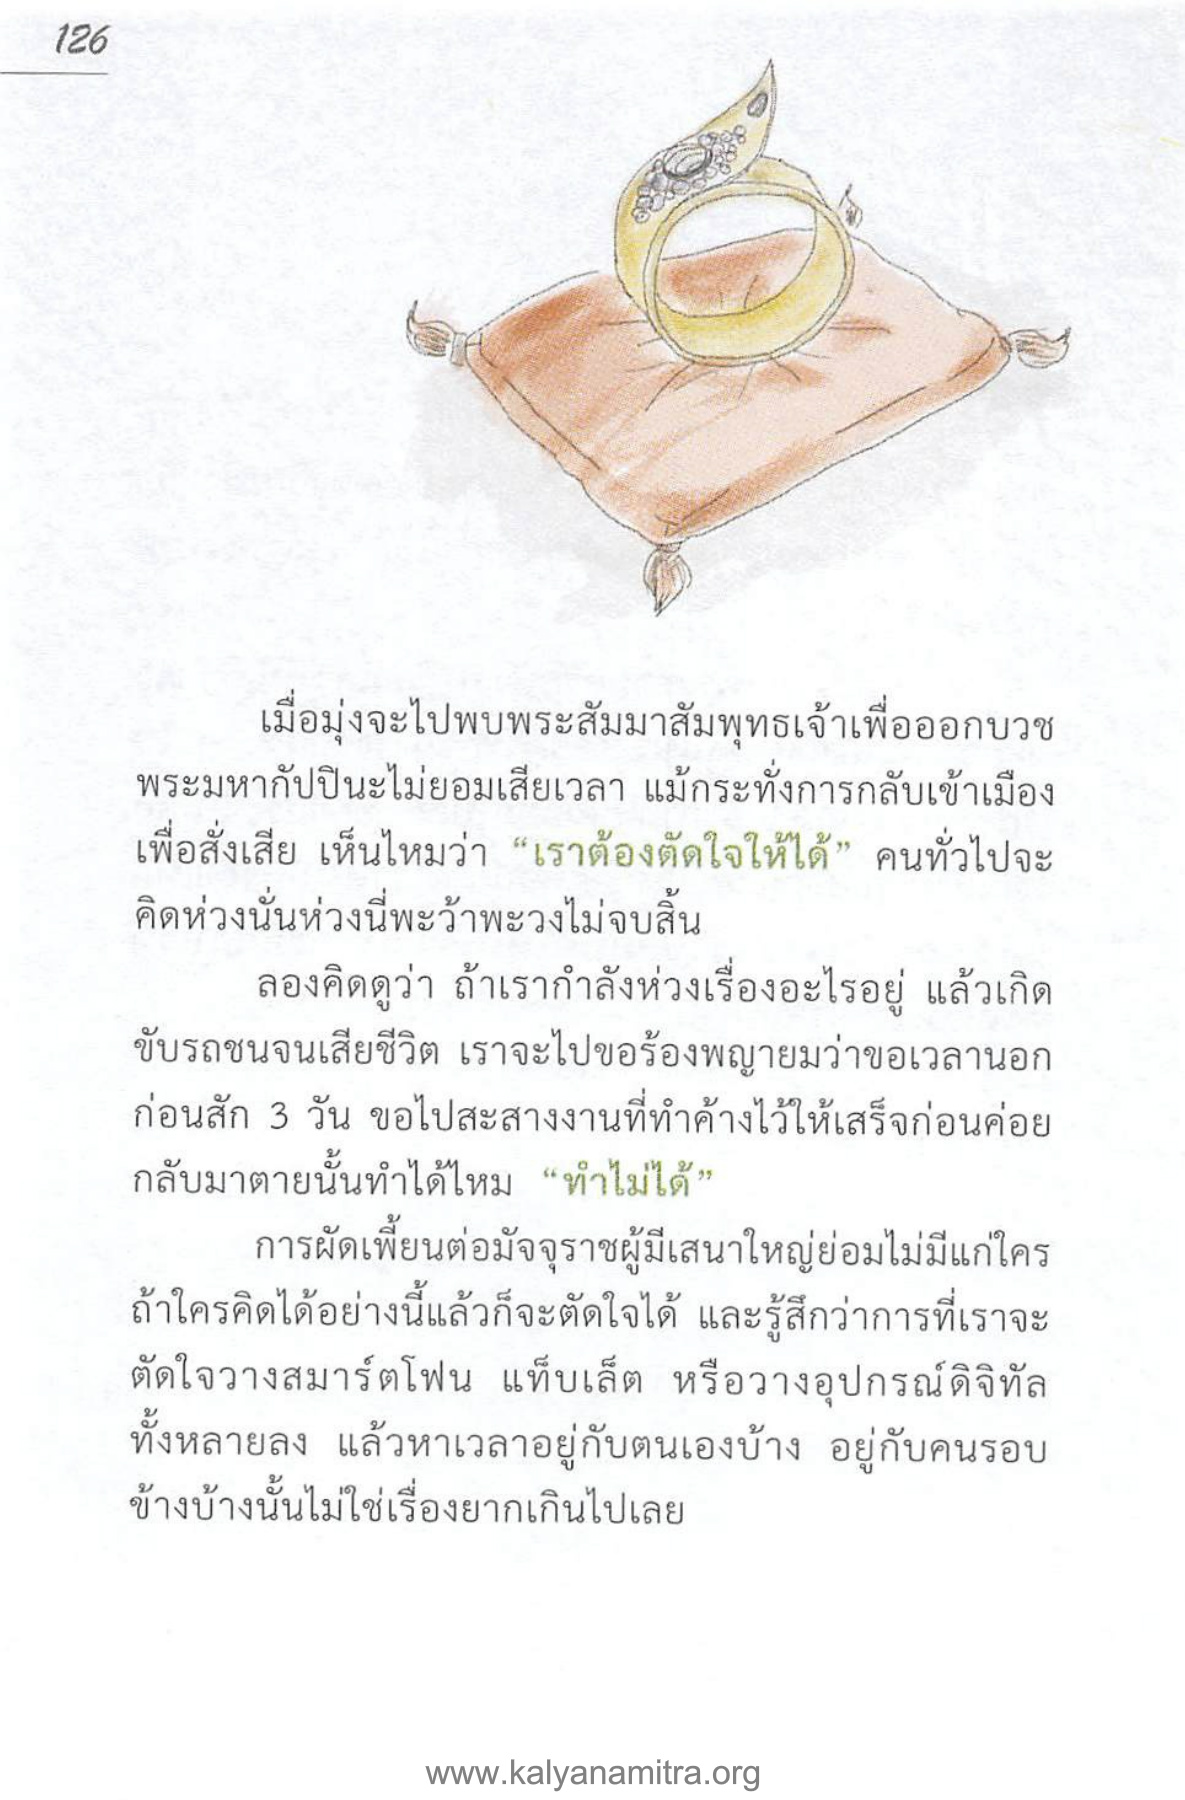 126
เมื่อมุ่งจะไปพบพระสัมมาสัมพุทธเจ้าเพื่อออกบวช
พระมหากัปปินะไม่ยอมเสียเวลา แม้กระทั่งการกลับเข้าเมือง
เพื่อสั่งเสีย เห็นไหมว่า “เราต้องตัดใจให้ได้” คนทั่วไปจะ
คิดห่วงนั่นห่วงนี่พะว้าพะวงไม่จบสิ้น
ลองคิดดูว่า ถ้าเรากำลังห่วงเรื่องอะไรอยู่ แล้วเกิด
ขับรถชนจนเสียชีวิต เราจะไปขอร้องพญายมว่าขอเวลานอก
ก่อนสัก 3 วัน ขอไปสะสางงานที่ทำค้างไว้ให้เสร็จก่อนค่อย
กลับมาตายนั้นทำได้ไหม “ทำไม่ได้”
การผัดเพี้ยนต่อมัจจุราชผู้มีเสนาใหญ่ย่อมไม่มีแก่ใคร
ถ้าใครคิดได้อย่างนี้แล้วก็จะตัดใจได้ และรู้สึกว่าการที่เราจะ
ตัดใจวางสมาร์ตโฟน แท็บเล็ต หรือวางอุปกรณ์ดิจิทัล
ทั้งหลายลง แล้วหาเวลาอยู่กับตนเองบ้าง อยู่กับคนรอบ
ข้างบ้างนั้นไม่ใช่เรื่องยากเกินไปเลย
www.kalyanamitra.org